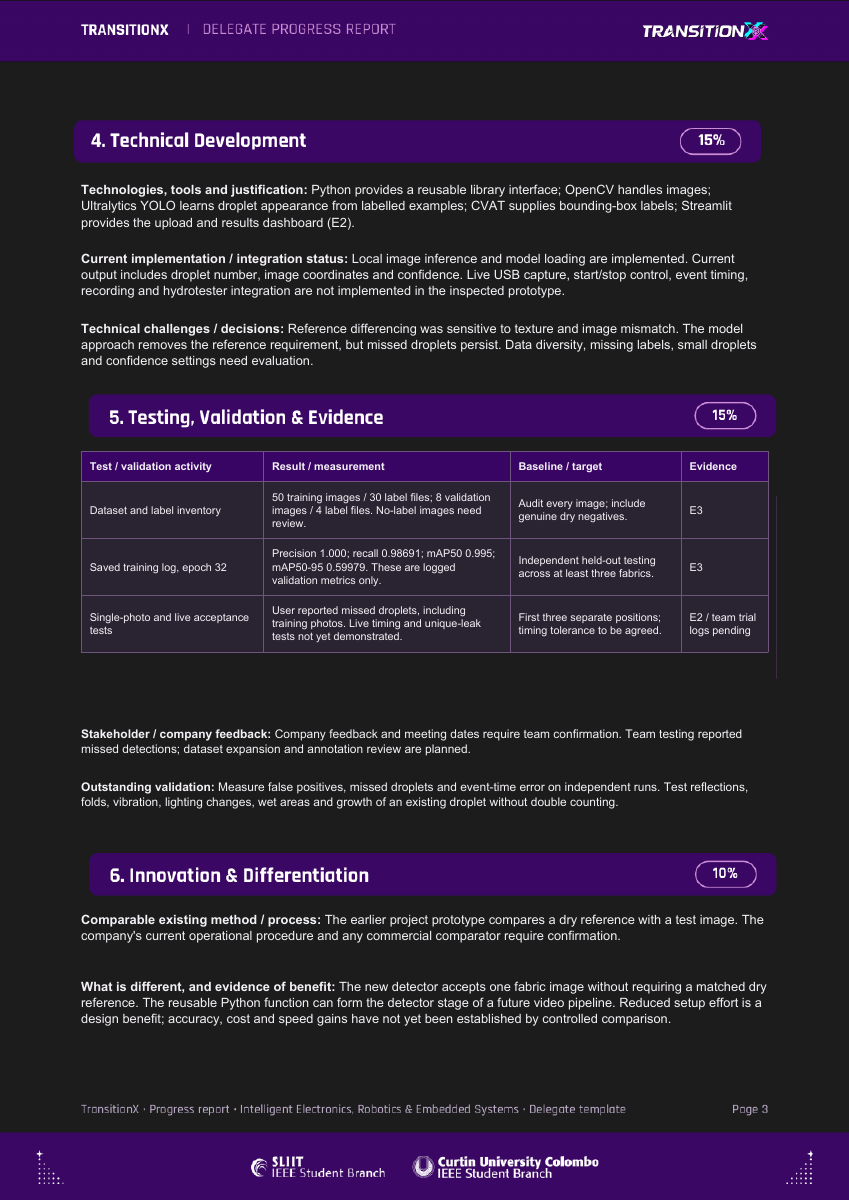 TRANSITIONX | DELEGATE PROGRESS REPORT
TRANSITIONX
4. Technical Development
15%
Technologies, tools and justification: Python provides a reusable library interface; OpenCV handles images;
Ultralytics YOLO learns droplet appearance from labelled examples; CVAT supplies bounding-box labels; Streamlit
provides the upload and results dashboard (E2).
Current implementation / integration status: Local image inference and model loading are implemented. Current
output includes droplet number, image coordinates and confidence. Live USB capture, start/stop control, event timing,
recording and hydrotester integration are not implemented in the inspected prototype.
Technical challenges / decisions: Reference differencing was sensitive to texture and image mismatch. The model
approach removes the reference requirement, but missed droplets persist. Data diversity, missing labels, small droplets
and confidence settings need evaluation.
5. Testing, Validation & Evidence
15%
Test / validation activity
Result / measurement
Baseline / target
Evidence
Dataset and label inventory
50 training images / 30 label files; 8 validation
images / 4 label files. No-label images need
review.
Audit every image; include
genuine dry negatives.
E3
Saved training log, epoch 32
Precision 1.000; recall 0.98691; mAP50 0.995;
mAP50-95 0.59979. These are logged
validation metrics only.
Independent held-out testing
across at least three fabrics.
E3
Single-photo and live acceptance
tests
User reported missed droplets, including
training photos. Live timing and unique-leak
tests not yet demonstrated.
First three separate positions;
timing tolerance to be agreed.
E2 / team trial
logs pending
Stakeholder / company feedback: Company feedback and meeting dates require team confirmation. Team testing reported
missed detections; dataset expansion and annotation review are planned.
Outstanding validation: Measure false positives, missed droplets and event-time error on independent runs. Test reflections,
folds, vibration, lighting changes, wet areas and growth of an existing droplet without double counting.
6. Innovation & Differentiation
10%
Comparable existing method / process: The earlier project prototype compares a dry reference with a test image. The
company's current operational procedure and any commercial comparator require confirmation.
What is different, and evidence of benefit: The new detector accepts one fabric image without requiring a matched dry
reference. The reusable Python function can form the detector stage of a future video pipeline. Reduced setup effort is a
design benefit; accuracy, cost and speed gains have not yet been established by controlled comparison.
TransitionX · Progress report · Intelligent Electronics, Robotics & Embedded Systems · Delegate template
Page 3
SLIIT
IEEE Student Branch
Curtin University Colombo
IEEE Student Branch